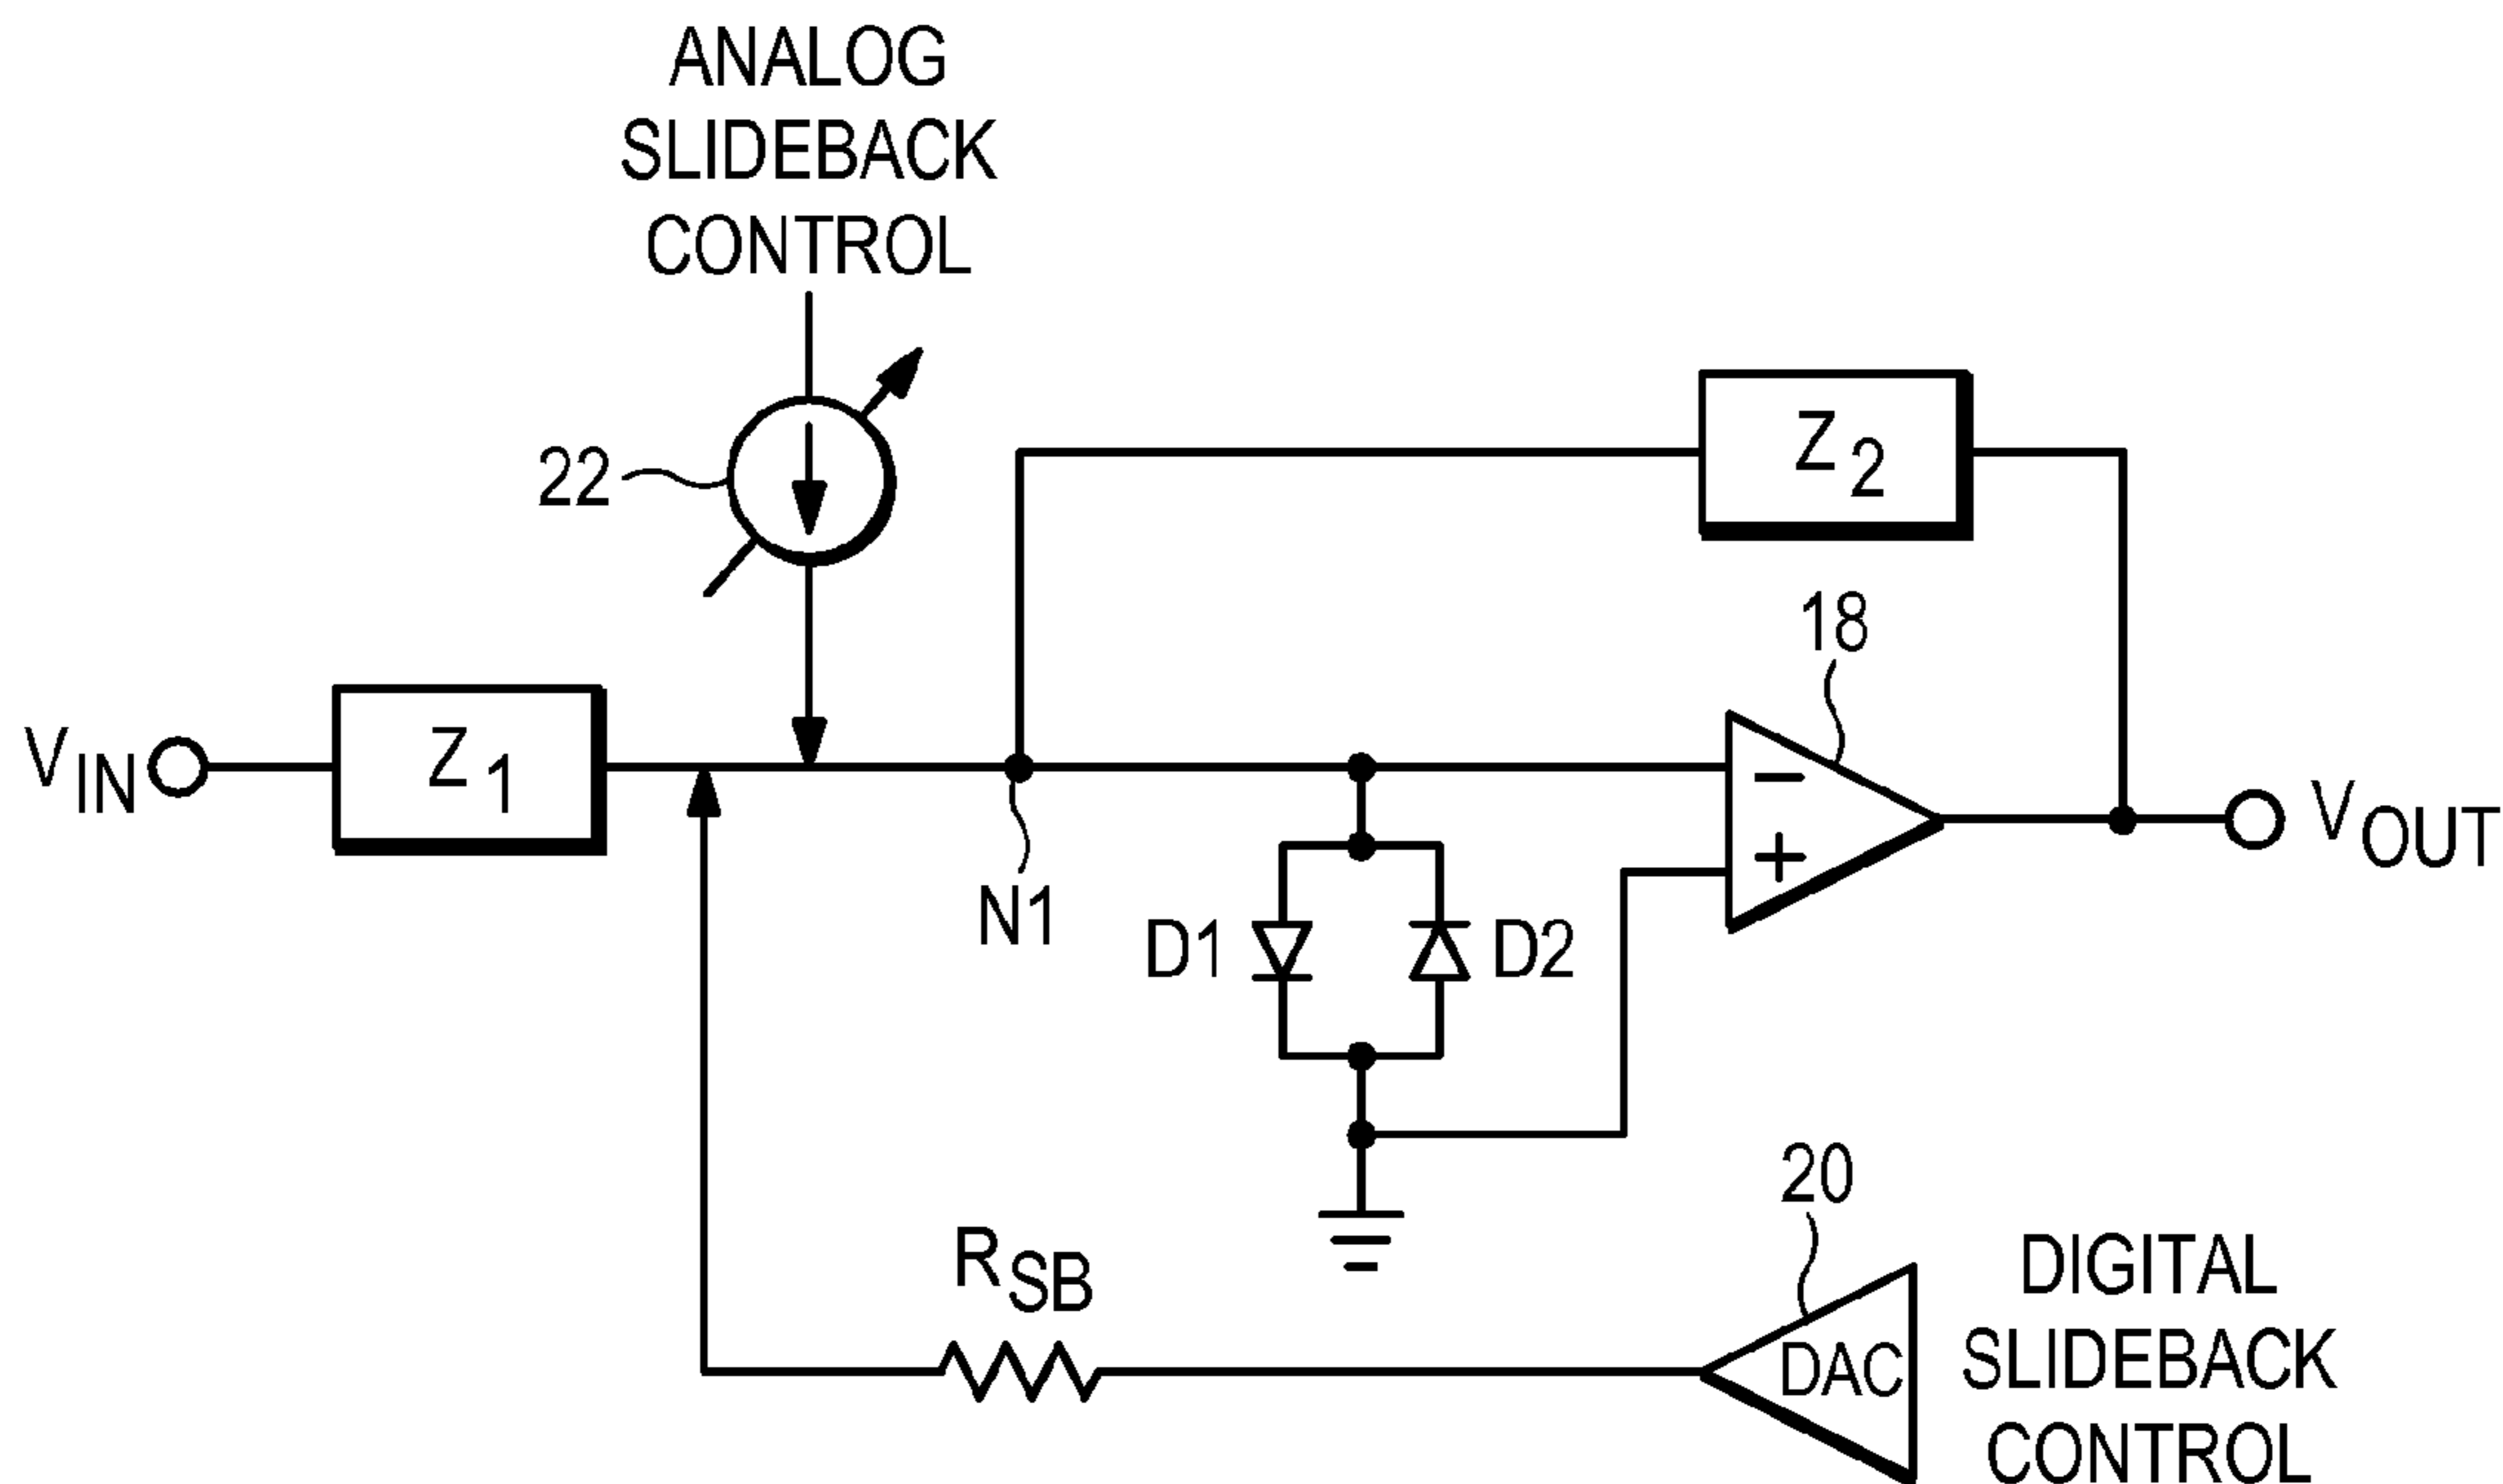 ANALOG
SLIDEBACK
CONTROL
22
Z2
18
VIN
Z1
−
+
VOUT
N1
D1
D2
20
RSB
DAC
DIGITAL
SLIDEBACK
CONTROL